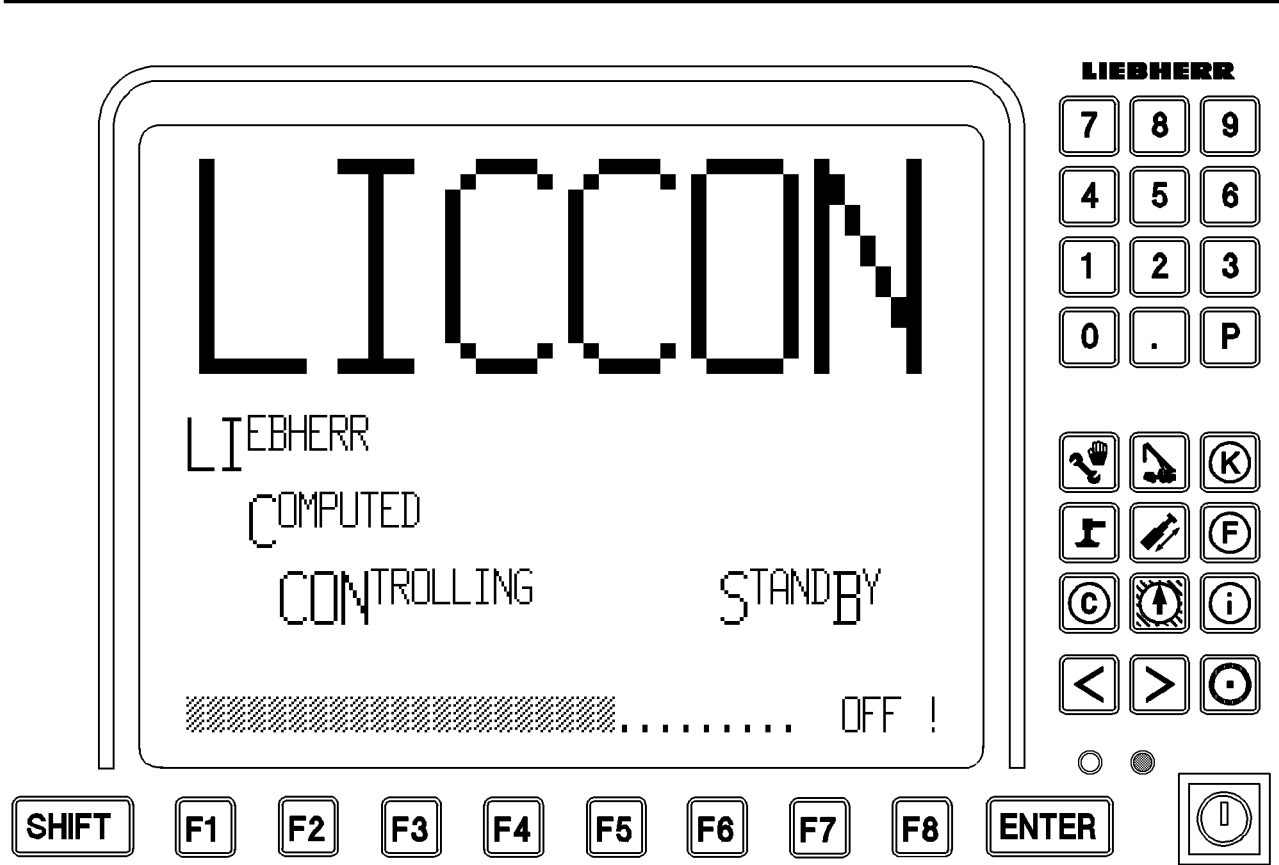 LIEBHERR
LICCON
LIEBHERR
COMPUTED
CONTROLLING STANDBY
......... OFF !
7 8 9
4 5 6
1 2 3
0 . P
K
F
C i
< >
SHIFT F1 F2 F3 F4 F5 F6 F7 F8 ENTER